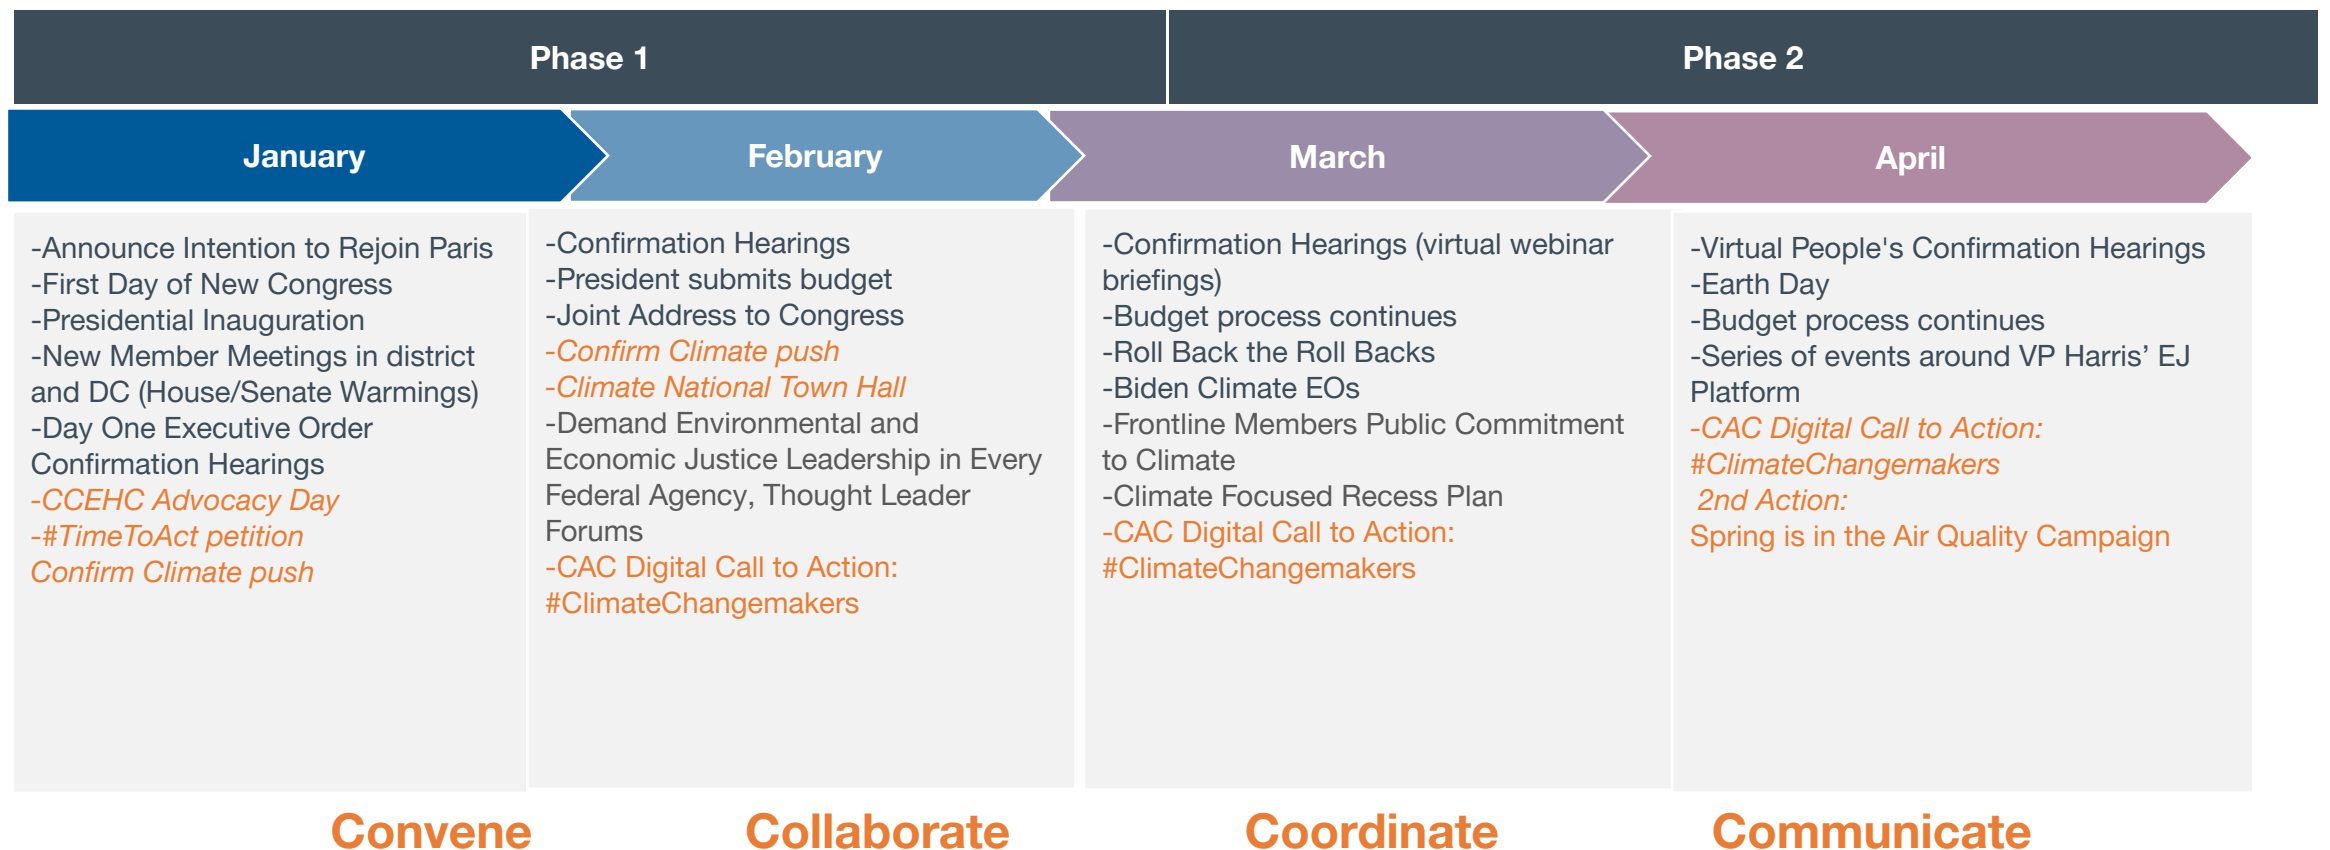 Phase 1
Phase 2
January
February
March
April
-Announce Intention to Rejoin Paris
-First Day of New Congress
-Presidential Inauguration
-New Member Meetings in district
and DC (House/Senate Warmings)
-Day One Executive Order
Confirmation Hearings
-CCEHC Advocacy Day
-#TimeToAct petition
Confirm Climate push
-Confirmation Hearings
-President submits budget
-Joint Address to Congress
-Confirm Climate push
-Climate National Town Hall
-Demand Environmental and
Economic Justice Leadership in Every
Federal Agency, Thought Leader
Forums
-CAC Digital Call to Action:
#ClimateChangemakers
-Confirmation Hearings (virtual webinar
briefings)
-Budget process continues
-Roll Back the Roll Backs
-Biden Climate EOs
-Frontline Members Public Commitment
to Climate
-Climate Focused Recess Plan
-CAC Digital Call to Action:
#ClimateChangemakers
-Virtual People's Confirmation Hearings
-Earth Day
-Budget process continues
-Series of events around VP Harris’ EJ
Platform
-CAC Digital Call to Action:
#ClimateChangemakers
2nd Action:
Spring is in the Air Quality Campaign
Convene
Collaborate
Coordinate
Communicate